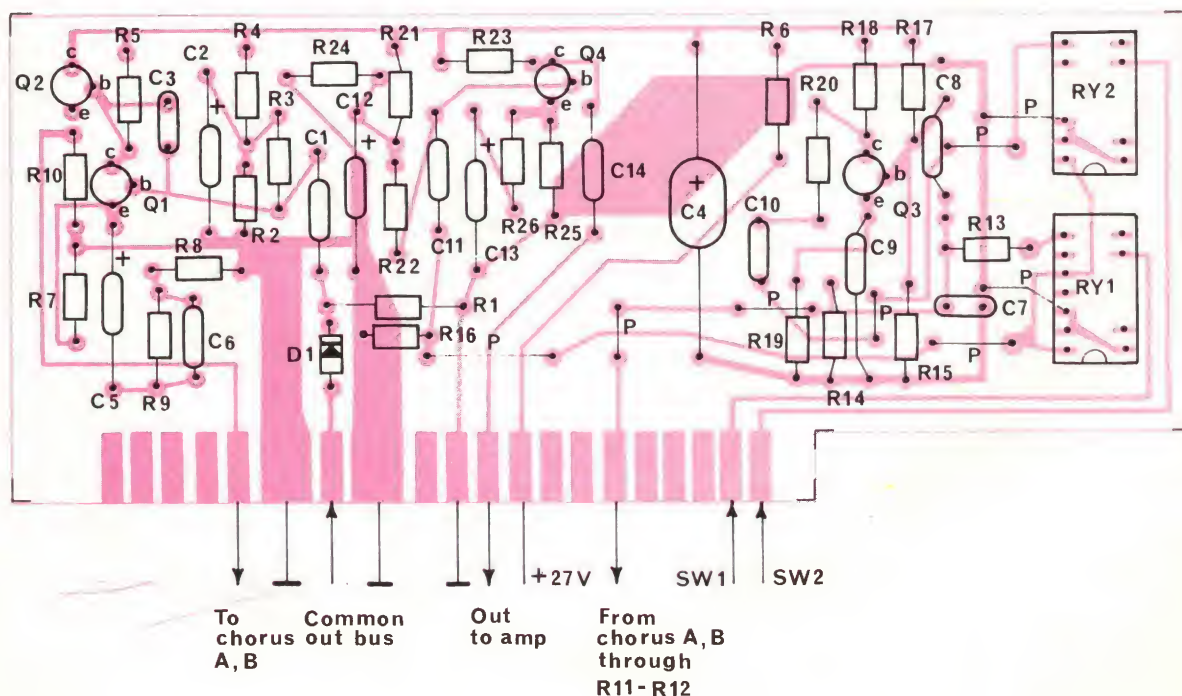 R5
R4
R21
R24
R23
Q4
R6
R18
R17
C2
C3
Q2
c
b
e
R3
C12
+
c
b
e
R20
C8
RY2
P
P
R10
c
b
e
Q1
C1
+
+
C14
+
C4
c
b
e
Q3
C10
R2
R22
C11
C13
R26
R25
C9
R13
R8
+
R7
R1
P
P
RY1
R16
P
P
P
C7
D1
C6
R19
P
R15
P
C5
R9
R14
+27V
SW1
SW2
To
chorus
A, B
Common
out bus
Out
to amp
From
chorus A, B
through
R11-R12